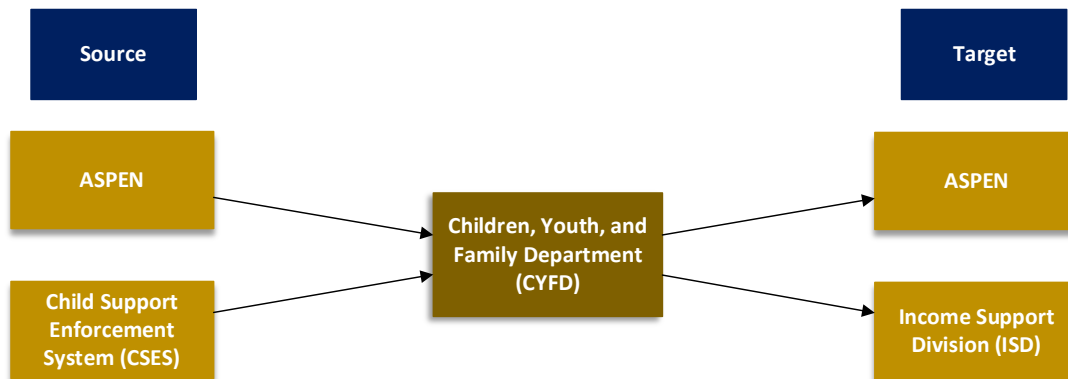 Source
Target
ASPEN
ASPEN
Children, Youth, and
Family Department
(CYFD)
Child Support
Enforcement
System (CSES)
Income Support
Division (ISD)